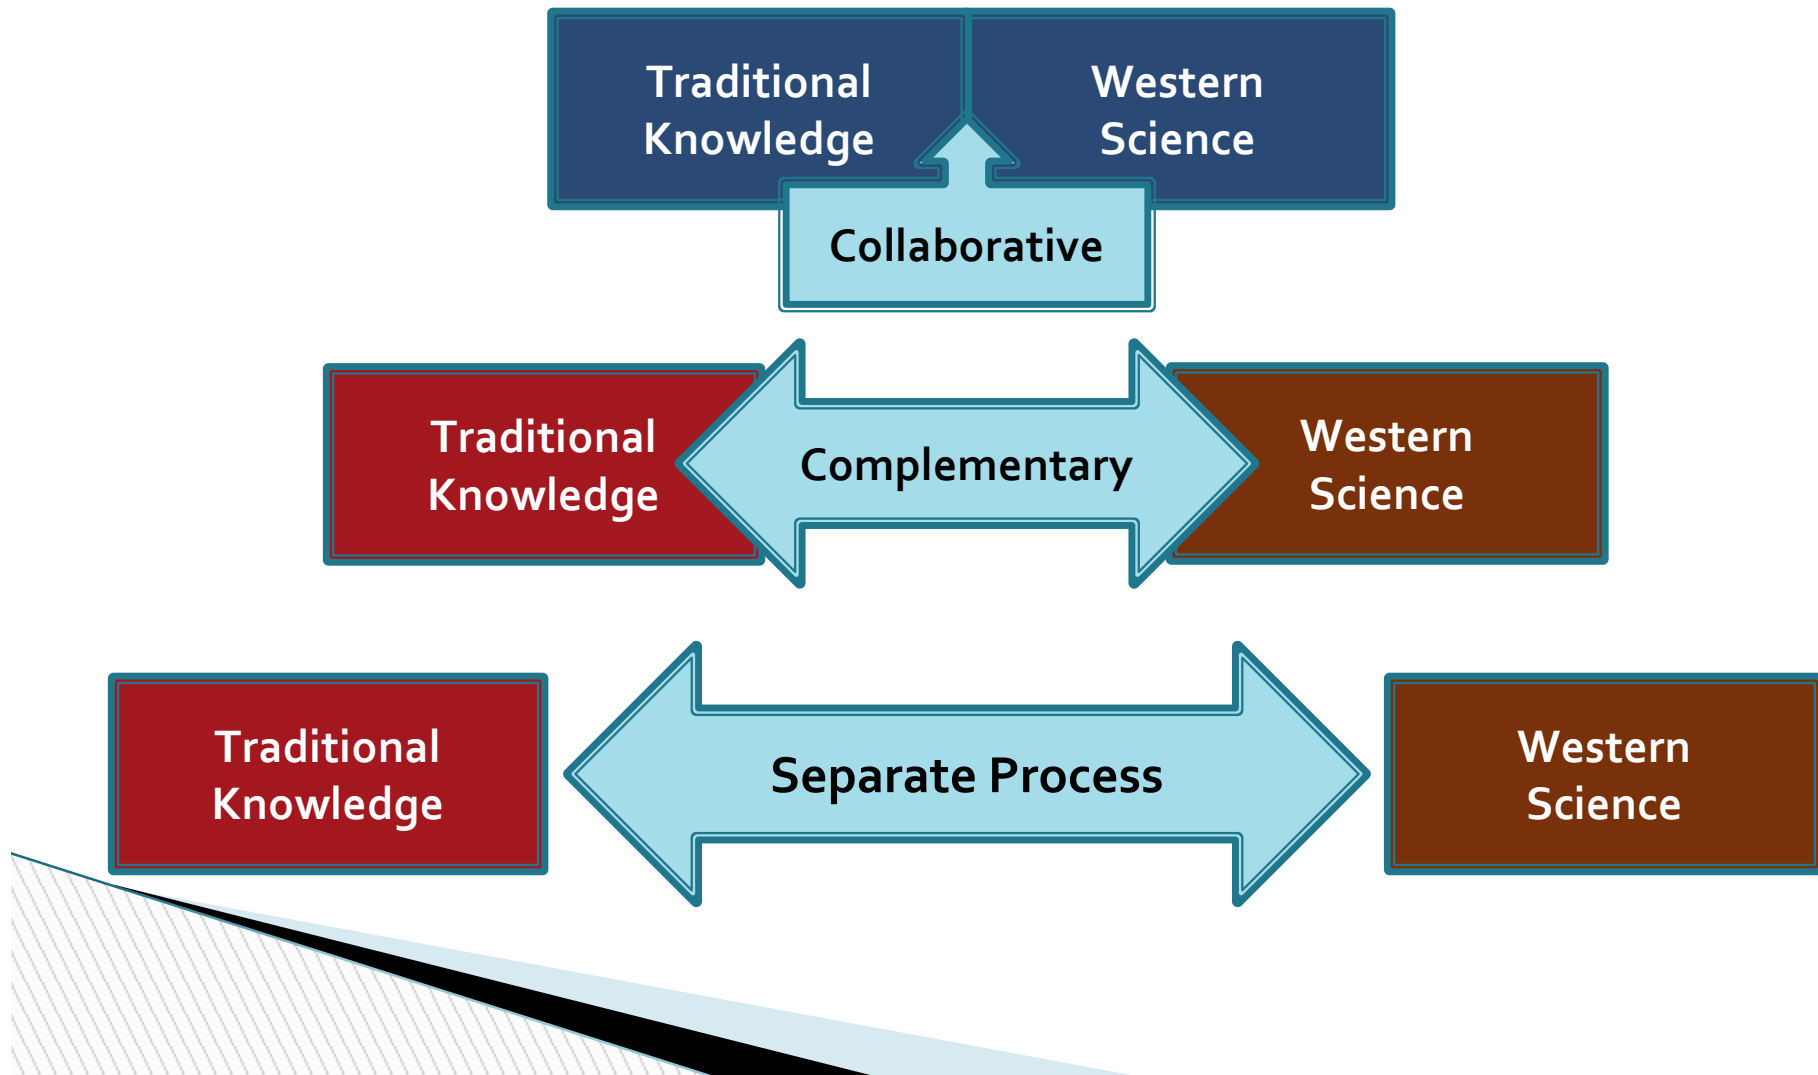 Traditional
Knowledge
Western
Science
Collaborative
Traditional
Knowledge
Complementary
Western
Science
Traditional
Knowledge
Separate Process
Western
Science